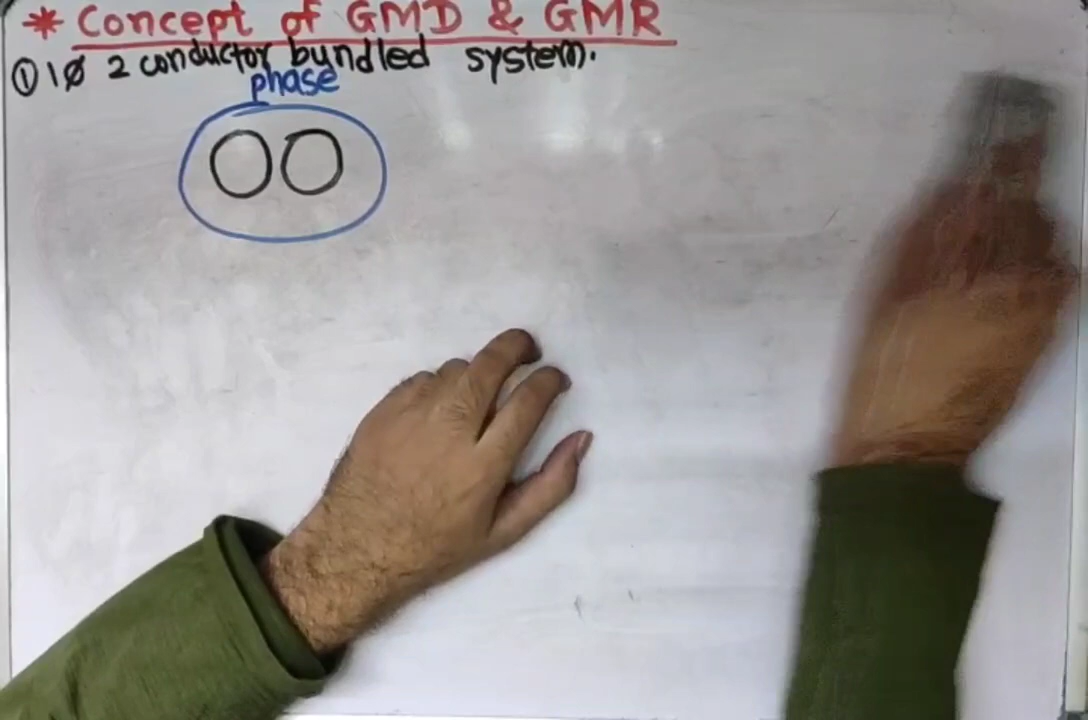 * Concept of GMD & GMR
① 1ø 2 conductor bundled system.
phase